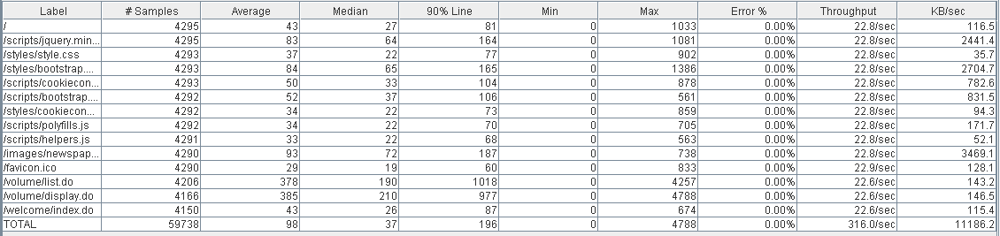 Label # Samples Average Median 90% Line Min Max Error % Throughput KB/sec
/ 4295 43 27 81 0 1033 0.00% 22.8/sec 116.5
/scripts/jquery.min... 4295 83 64 164 0 1081 0.00% 22.8/sec 2441.4
/styles/style.css 4293 37 22 77 0 902 0.00% 22.8/sec 35.7
/styles/bootstrap.... 4293 84 65 165 0 1386 0.00% 22.8/sec 2704.7
/scripts/cookiecon... 4293 50 33 104 0 878 0.00% 22.8/sec 782.6
/scripts/bootstrap.... 4292 52 37 106 0 561 0.00% 22.8/sec 831.5
/styles/cookiecon... 4292 34 22 73 0 859 0.00% 22.8/sec 94.3
/scripts/polyfills.js 4292 34 22 70 0 705 0.00% 22.8/sec 171.7
/scripts/helpers.js 4291 33 22 68 0 563 0.00% 22.8/sec 52.1
/images/newspap... 4290 93 72 187 0 738 0.00% 22.8/sec 3469.1
/favicon.ico 4290 29 19 60 0 833 0.00% 22.9/sec 128.1
/volume/list.do 4206 378 190 1018 0 4257 0.00% 22.6/sec 143.2
/volume/display.do 4166 385 210 977 0 4788 0.00% 22.6/sec 146.5
/welcome/index.do 4150 43 26 87 0 674 0.00% 22.6/sec 115.4
TOTAL 59738 98 37 196 0 4788 0.00% 316.0/sec 11186.2